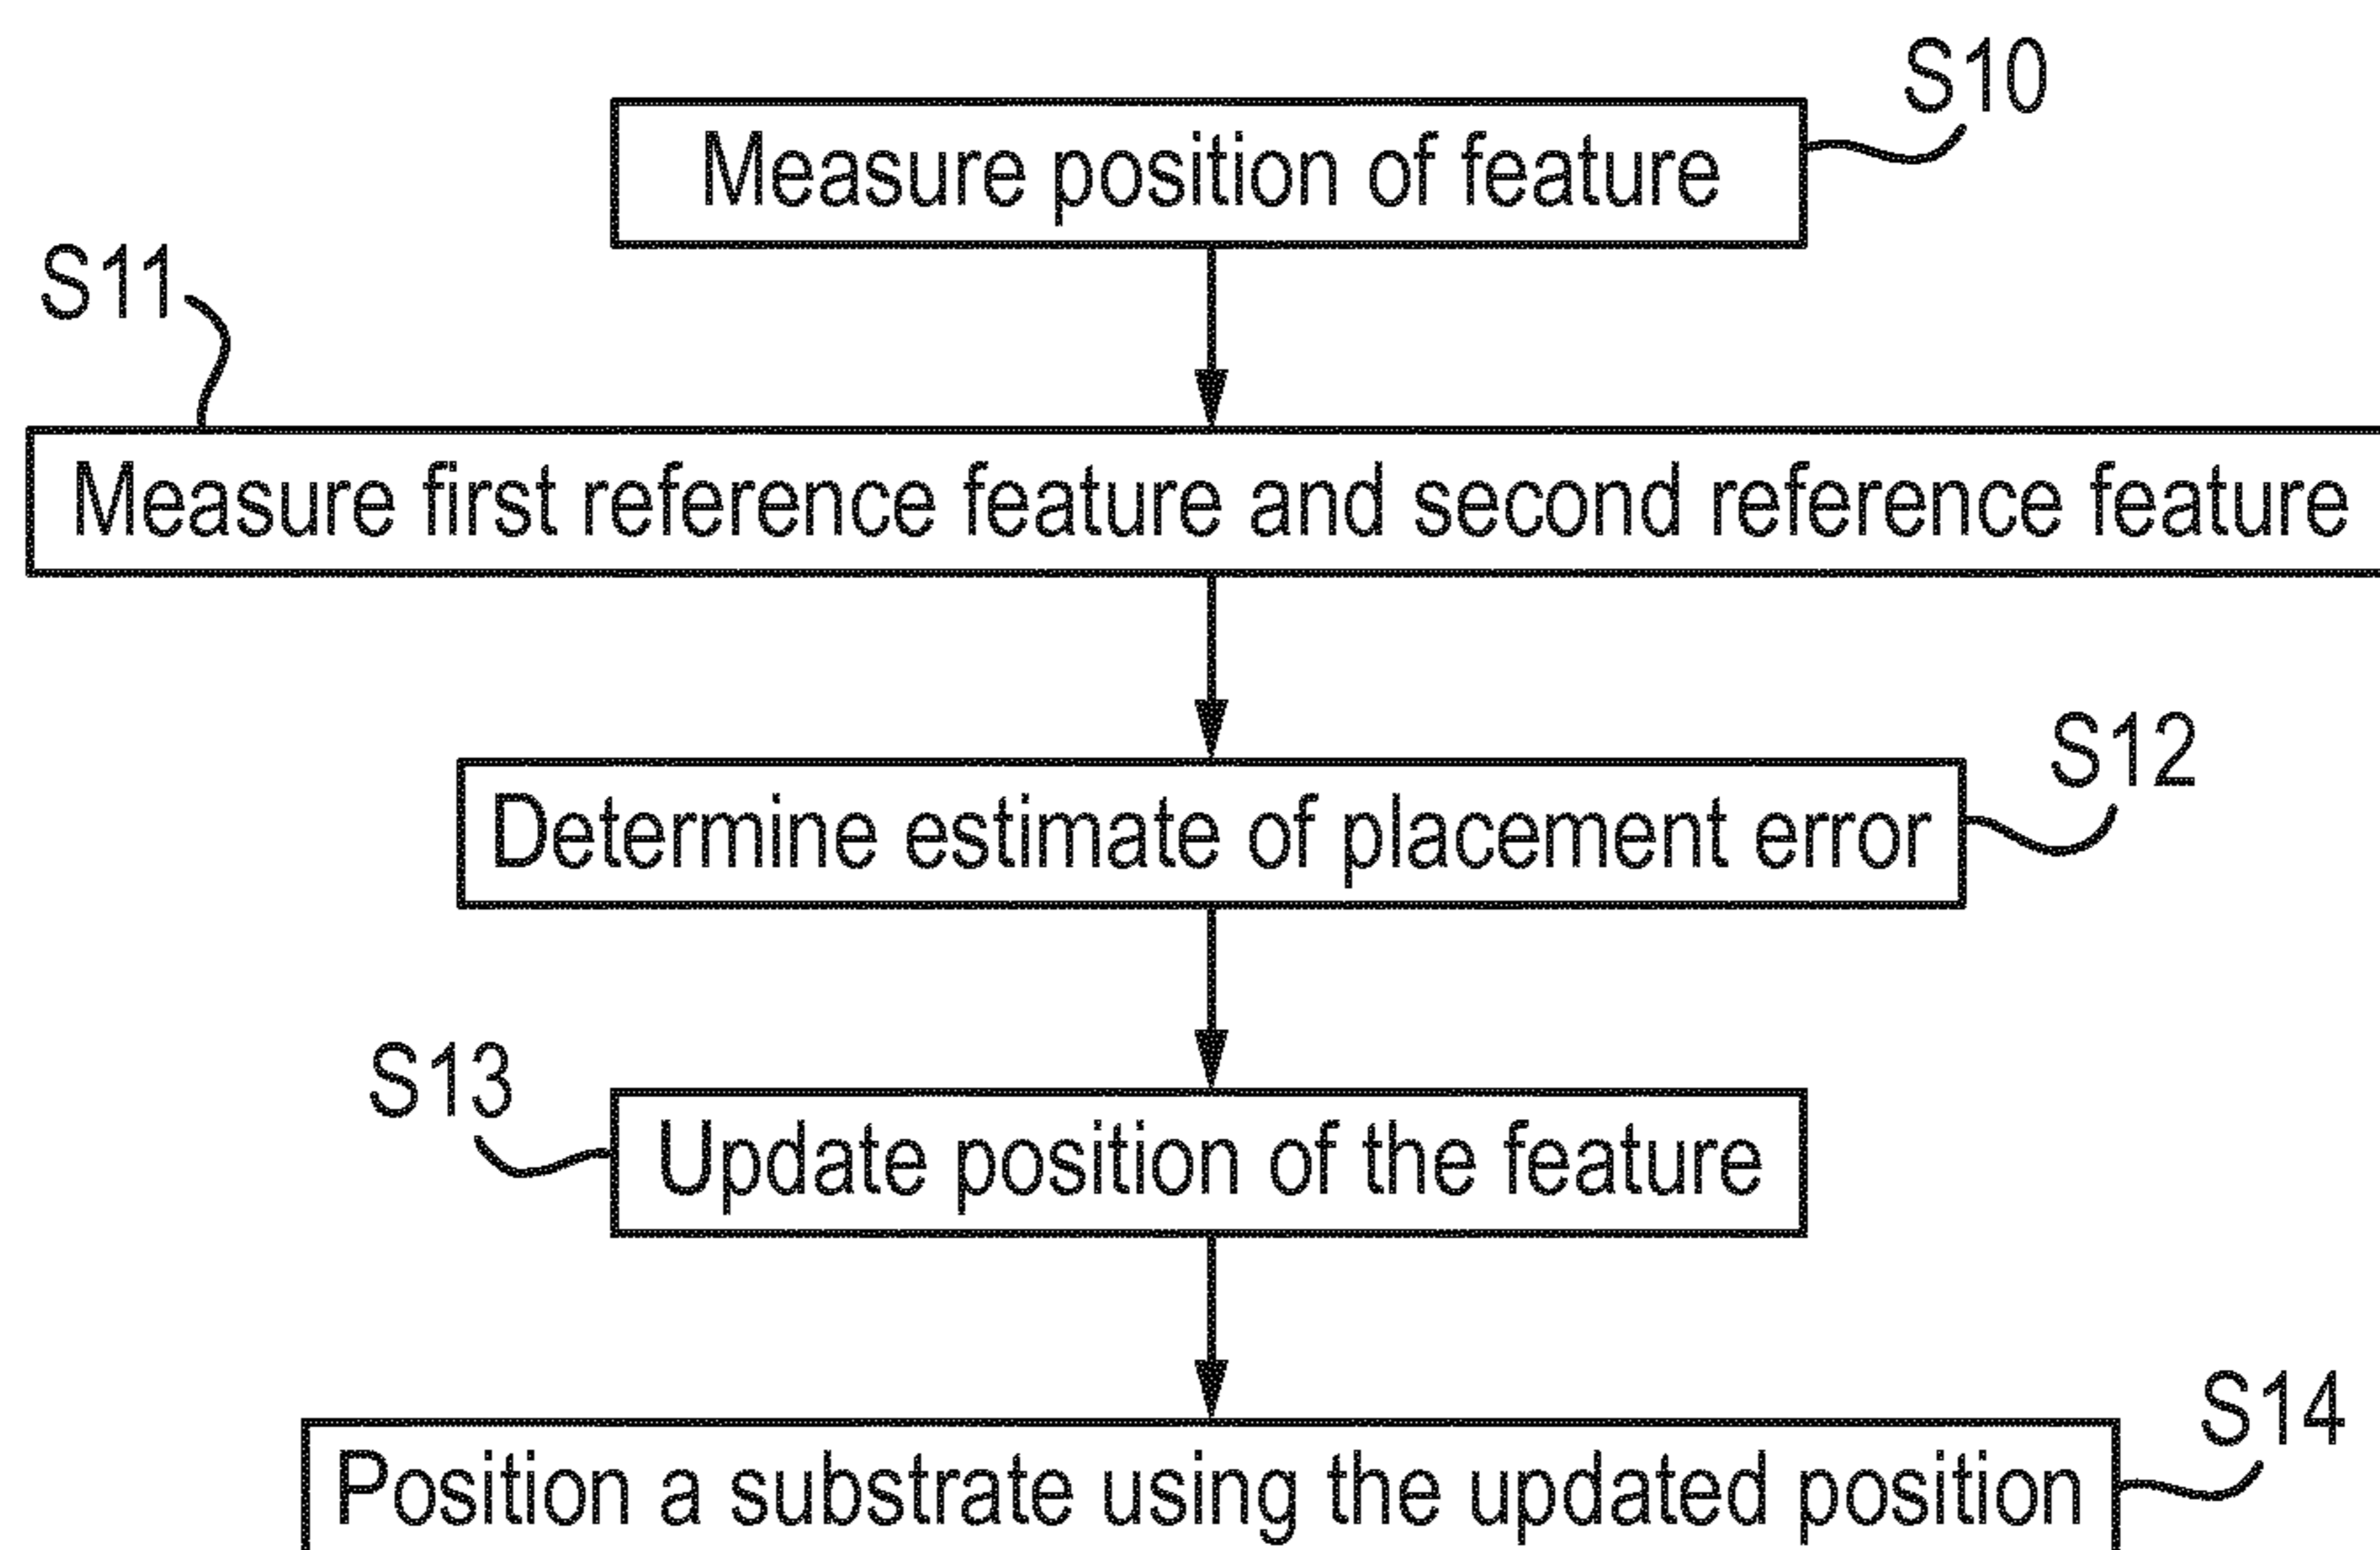 S10
Measure position of feature
S11
Measure first reference feature and second reference feature
S12
Determine estimate of placement error
S13
Update position of the feature
S14
Position a substrate using the updated position